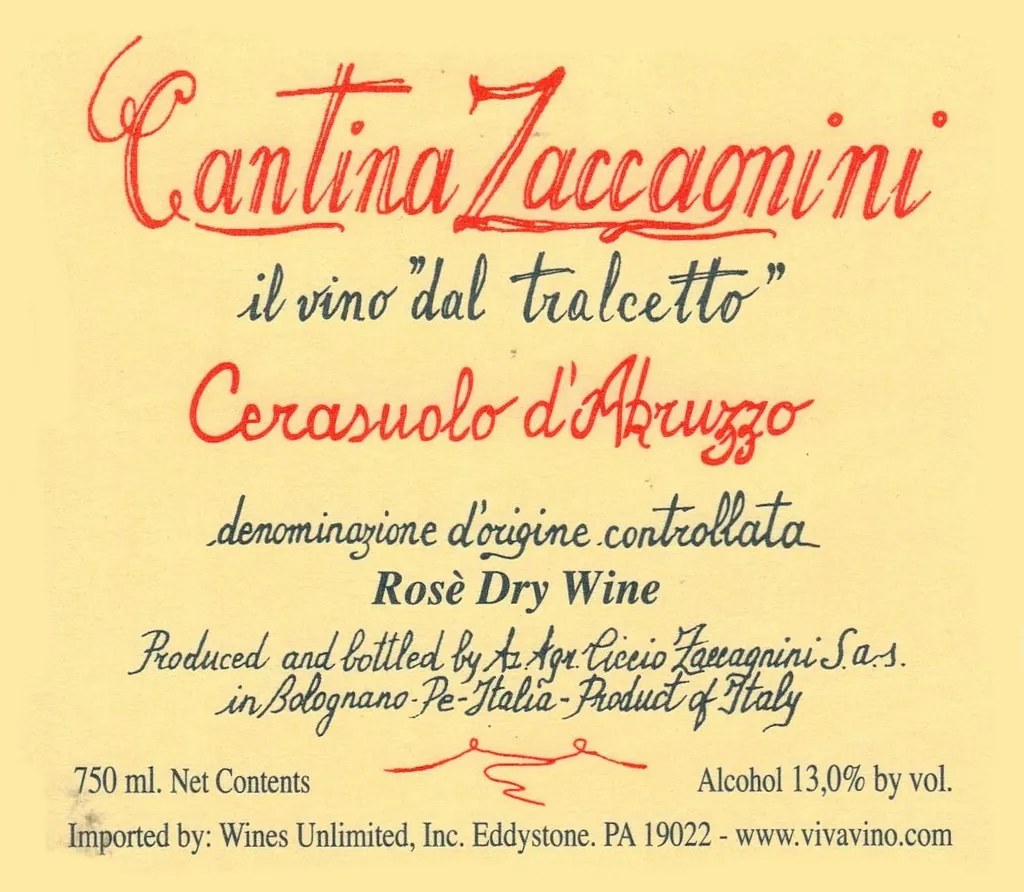 Cantina Zaccagnini
il vino "dal tralcetto"
Cerasuolo d'Abruzzo
denominazione d'origine controllata
Rosè Dry Wine
Produced and bottled by Az. Agr. Ciccio Zaccagnini S.a.s.
in Bolognano-Pe-Italia-Product of Italy
750 ml. Net Contents
Alcohol 13,0% by vol.
Imported by: Wines Unlimited, Inc. Eddystone. PA 19022 - www.vivavino.com